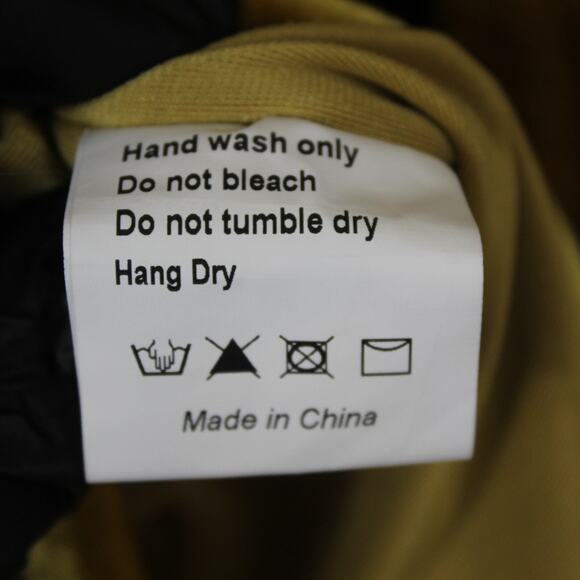 Hand wash only
Do not bleach
Do not tumble dry
Hang Dry
Made in China